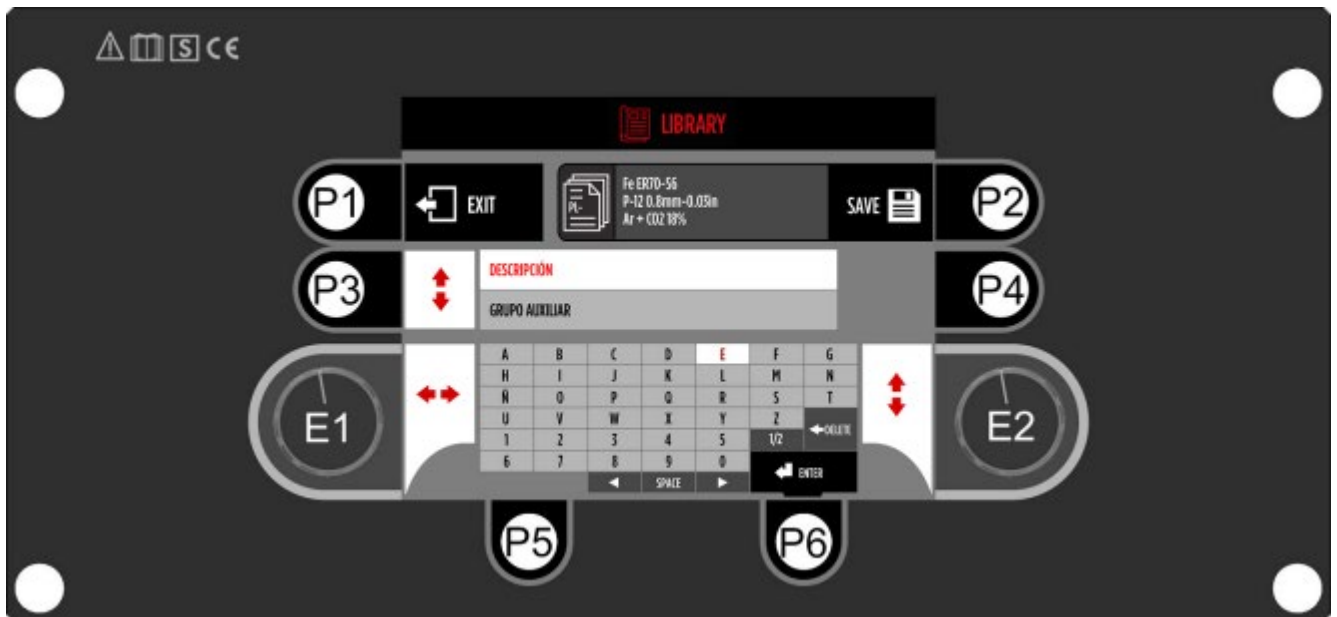 S CE
LIBRARY
P1
EXIT
PL-
Fe ER70-S6
P-12 0.8mm-0.03in
Ar + CO2 18%
SAVE
P2
P3
DESCRIPCIÓN
GRUPO AUXILIAR
P4
E1
A B C D E F G
H I J K L M N
Ñ O P Q R S T
U V W X Y Z
DELETE
1 2 3 4 5 1/2
6 7 8 9 0
ENTER
SPACE
E2
P5
P6